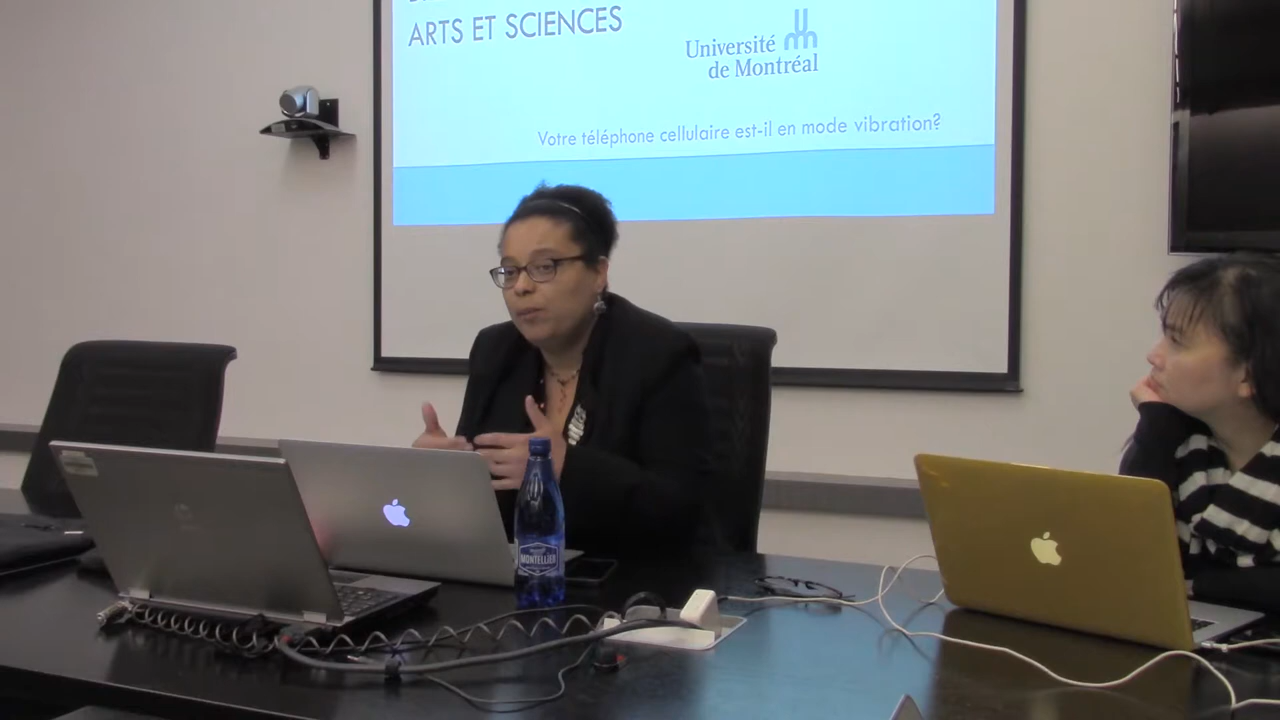 ARTS ET SCIENCES
Université
de Montréal
Votre téléphone cellulaire est-il en mode vibration?
MONTELLIER